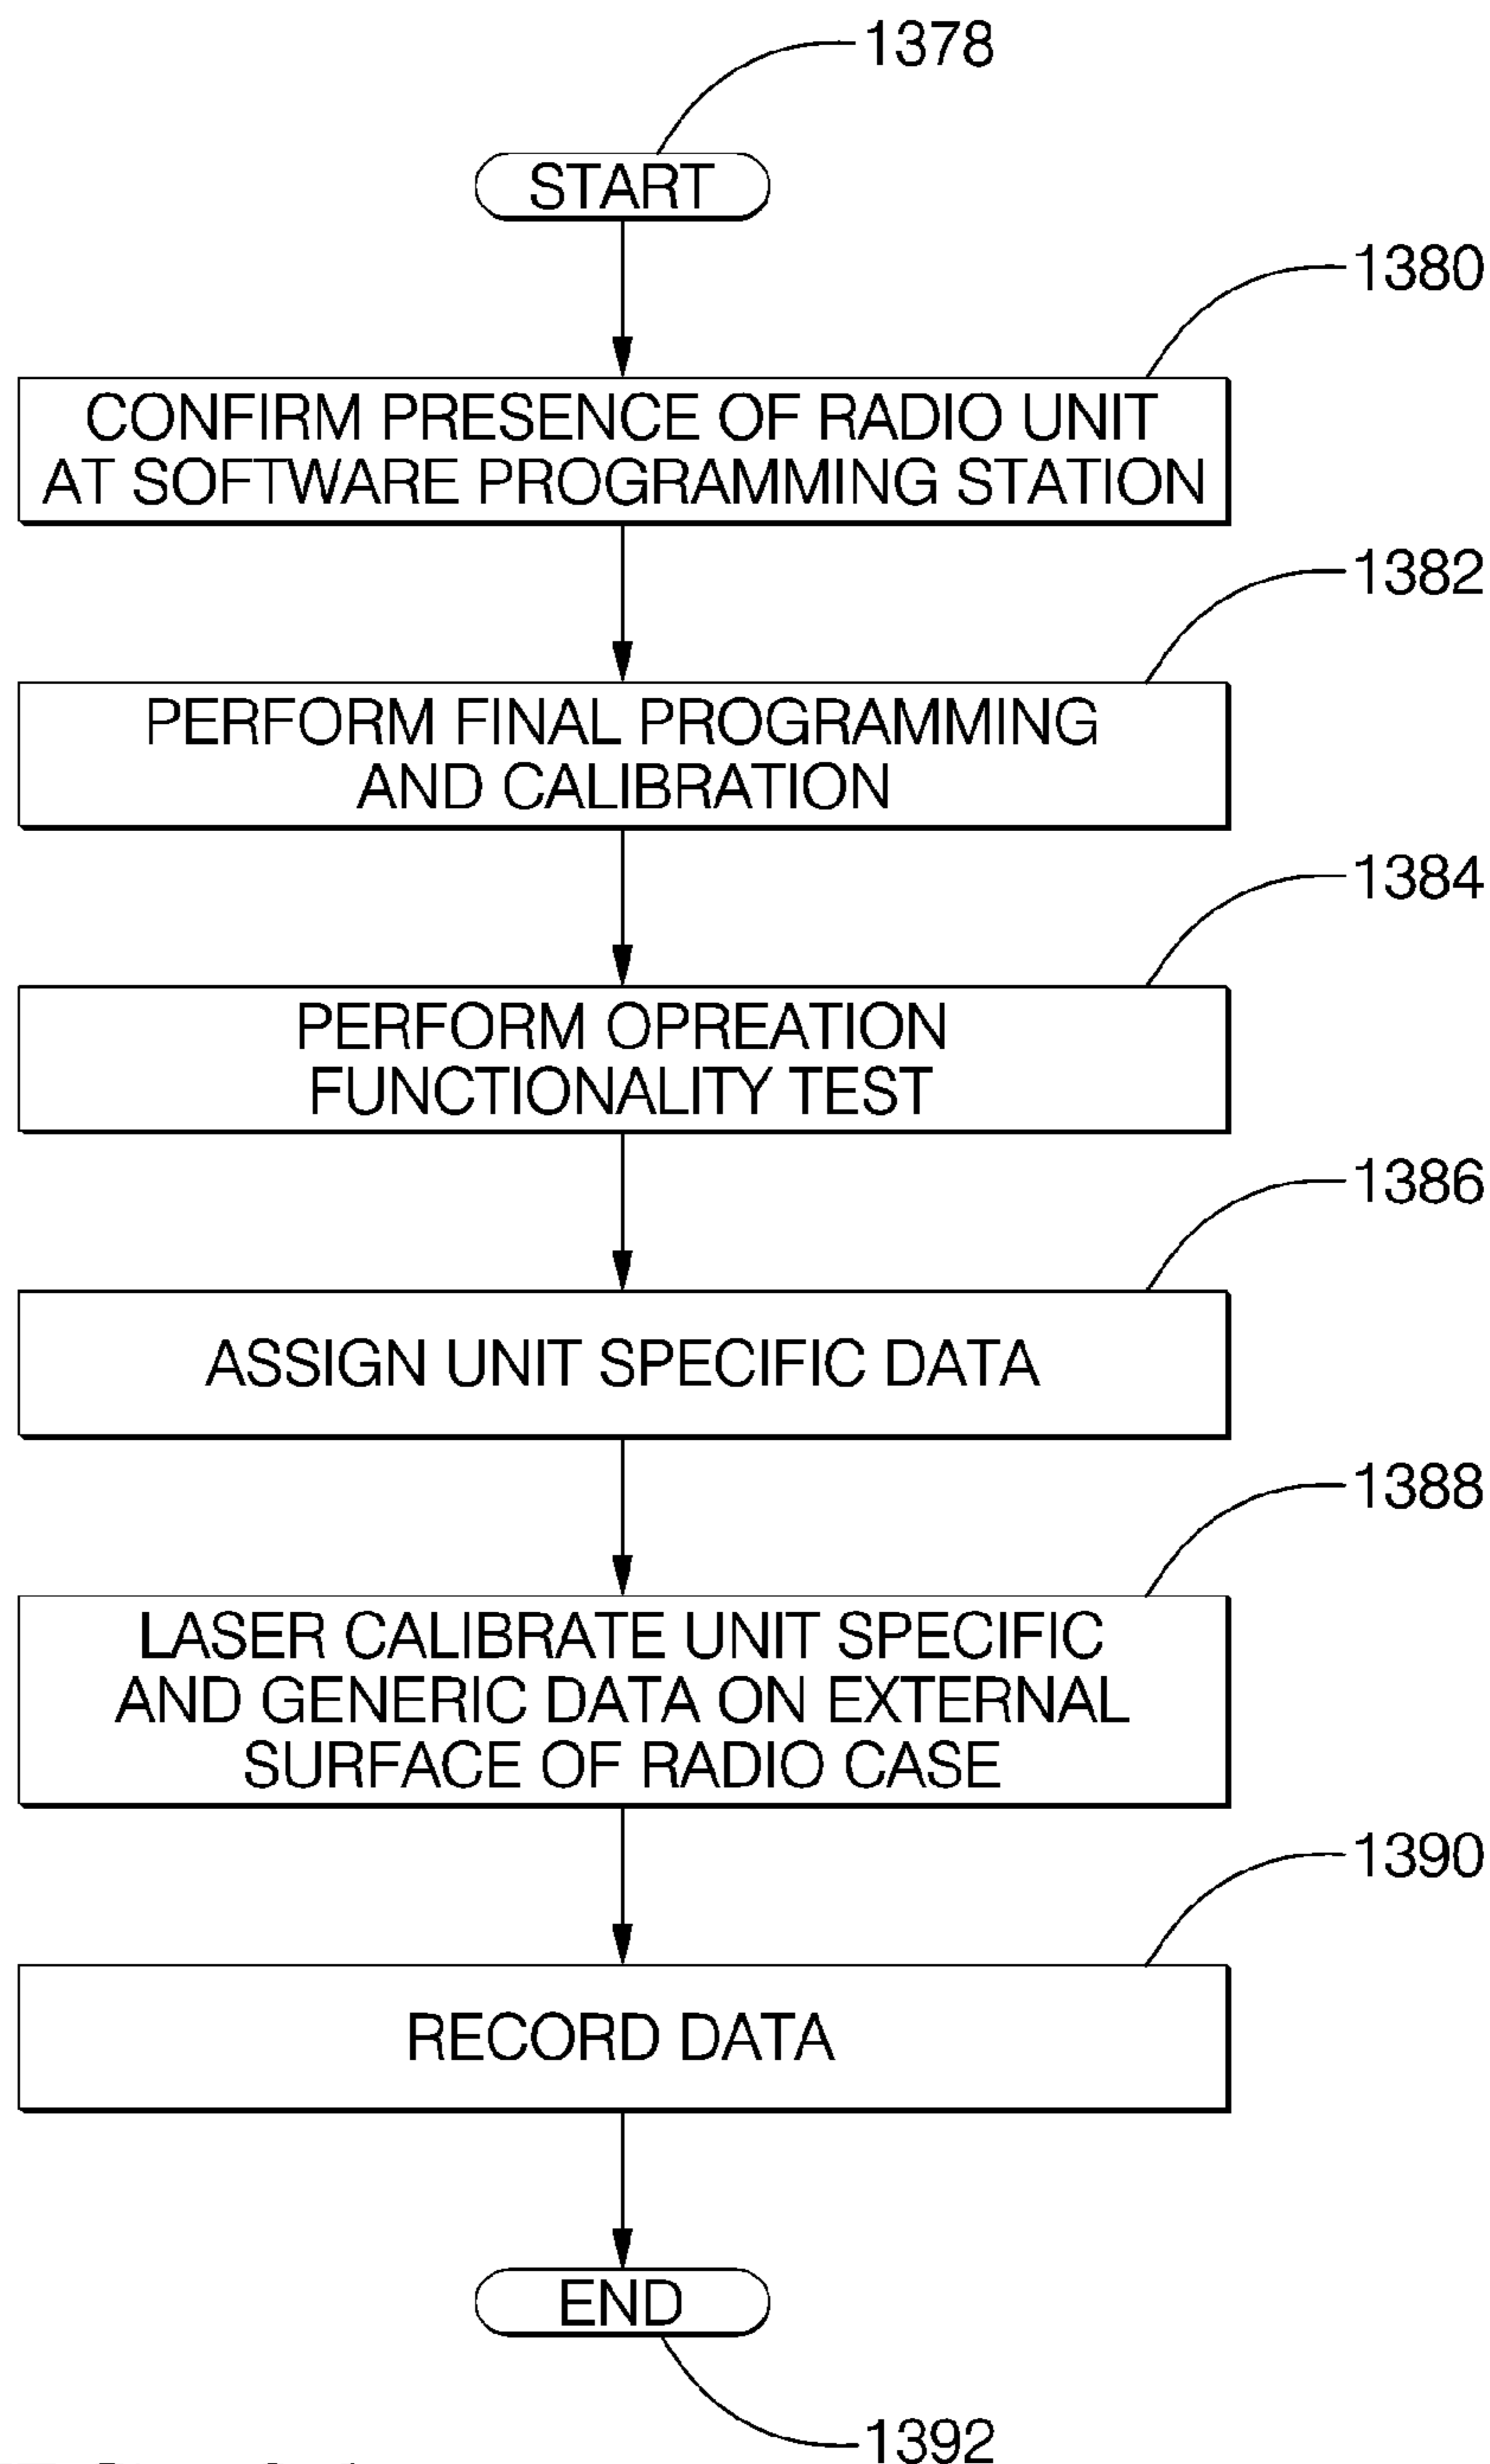 1378
START
1380
CONFIRM PRESENCE OF RADIO UNIT
AT SOFTWARE PROGRAMMING STATION
1382
PERFORM FINAL PROGRAMMING
AND CALIBRATION
1384
PERFORM OPREATION
FUNCTIONALITY TEST
1386
ASSIGN UNIT SPECIFIC DATA
1388
LASER CALIBRATE UNIT SPECIFIC
AND GENERIC DATA ON EXTERNAL
SURFACE OF RADIO CASE
1390
RECORD DATA
END
1392